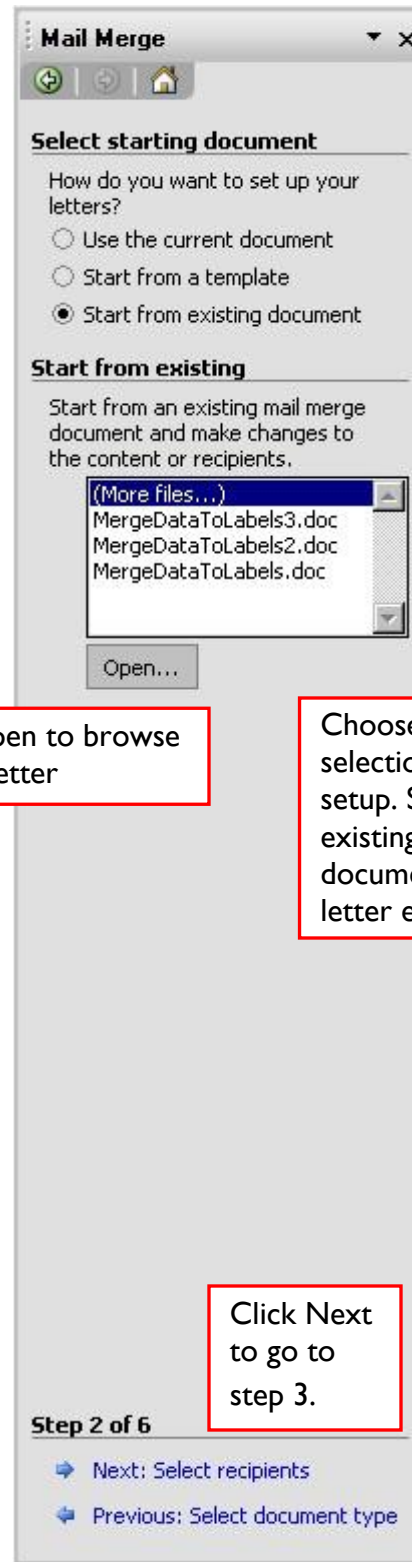 Mail Merge
Select starting document
How do you want to set up your
letters?
Use the current document
Start from a template
Start from existing document
Start from existing
Start from an existing mail merge
document and make changes to
the content or recipients.
(More files...)
MergeDataToLabels3.doc
MergeDataToLabels2.doc
MergeDataToLabels.doc
Open...
to browse
Choose
setup.
existing
letter
Click Next
to go to
step 3.
Step 2 of 6
Next: Select recipients
Previous: Select document type